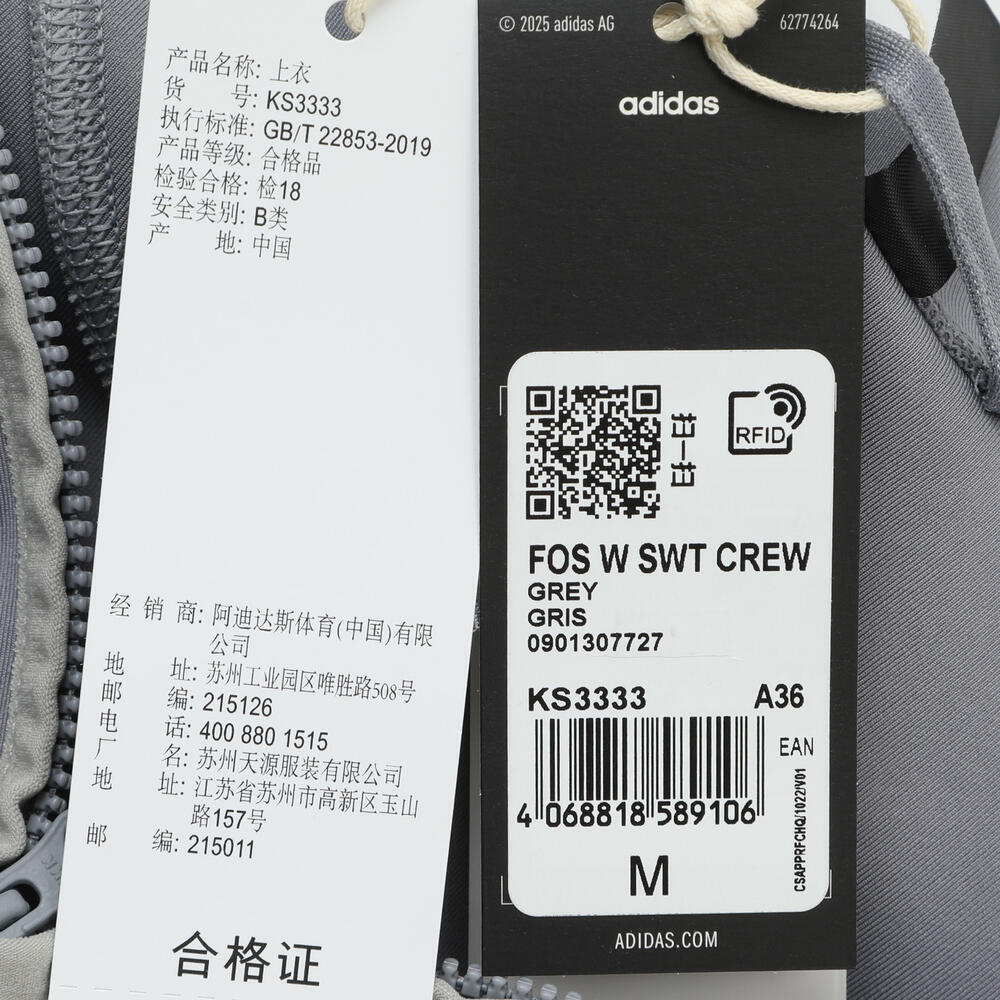 产品名称: 上衣
货 号: KS3333
执行标准: GB/T 22853-2019
产品等级: 合格品
检验合格: 检18
安全类别: B类
产 地: 中国
经 销 商: 阿迪达斯体育(中国)有限
公司
地 址: 苏州工业园区唯胜路508号
邮 编: 215126
电 话: 400 880 1515
厂 名: 苏州天源服装有限公司
地 址: 江苏省苏州市高新区玉山
路157号
邮 编: 215011
合格证
© 2025 adidas AG
62774264
adidas
扫一扫
RFID
FOS W SWT CREW
GREY
GRIS
0901307727
KS3333
A36
EAN
4 068818 589106
CSAPPRFCHQ/1022/V01
M
ADIDAS.COM